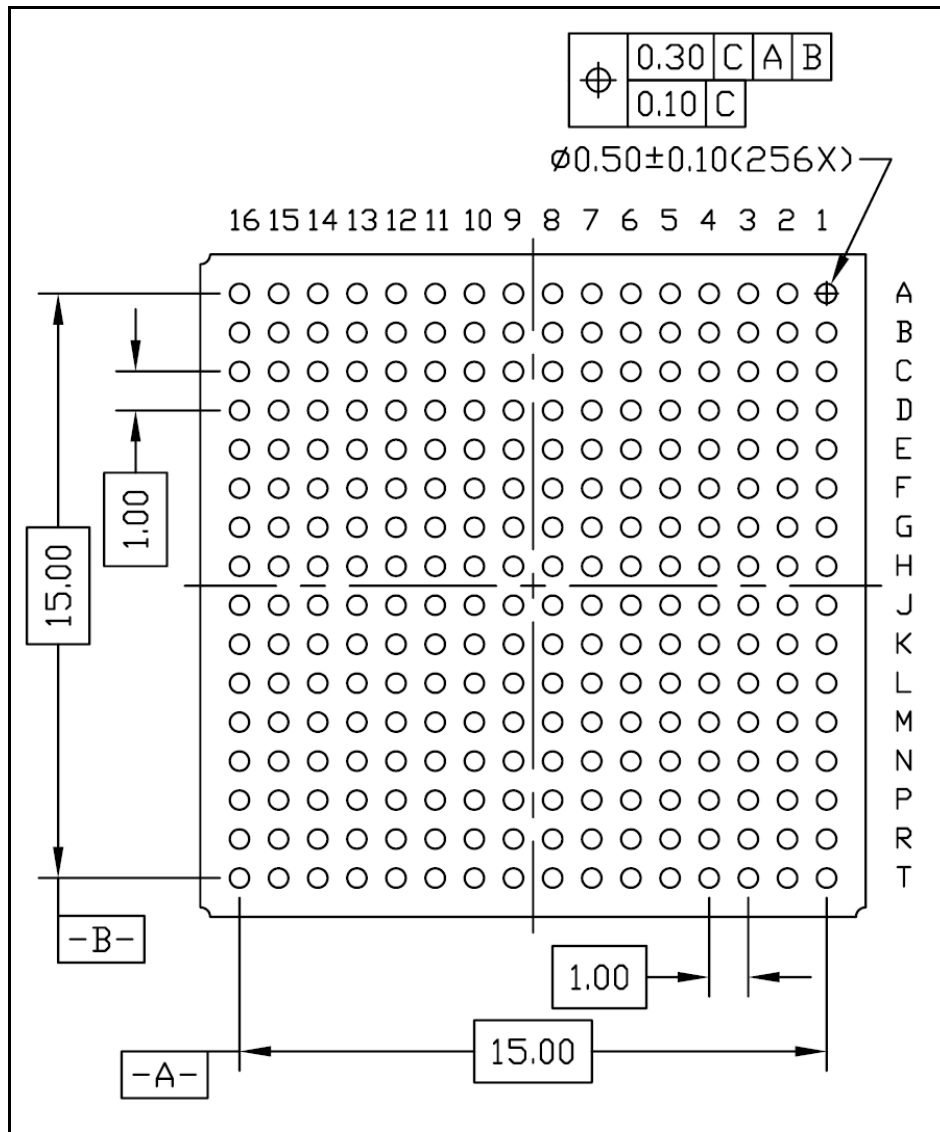 ⌖ 0.30 C A B
0.10 C
⌀0.50±0.10(256X)
16 15 14 13 12 11 10 9 8 7 6 5 4 3 2 1
A
B
C
D
E
F
G
H
J
K
L
M
N
P
R
T
1.00
15.00
-B-
1.00
15.00
-A-